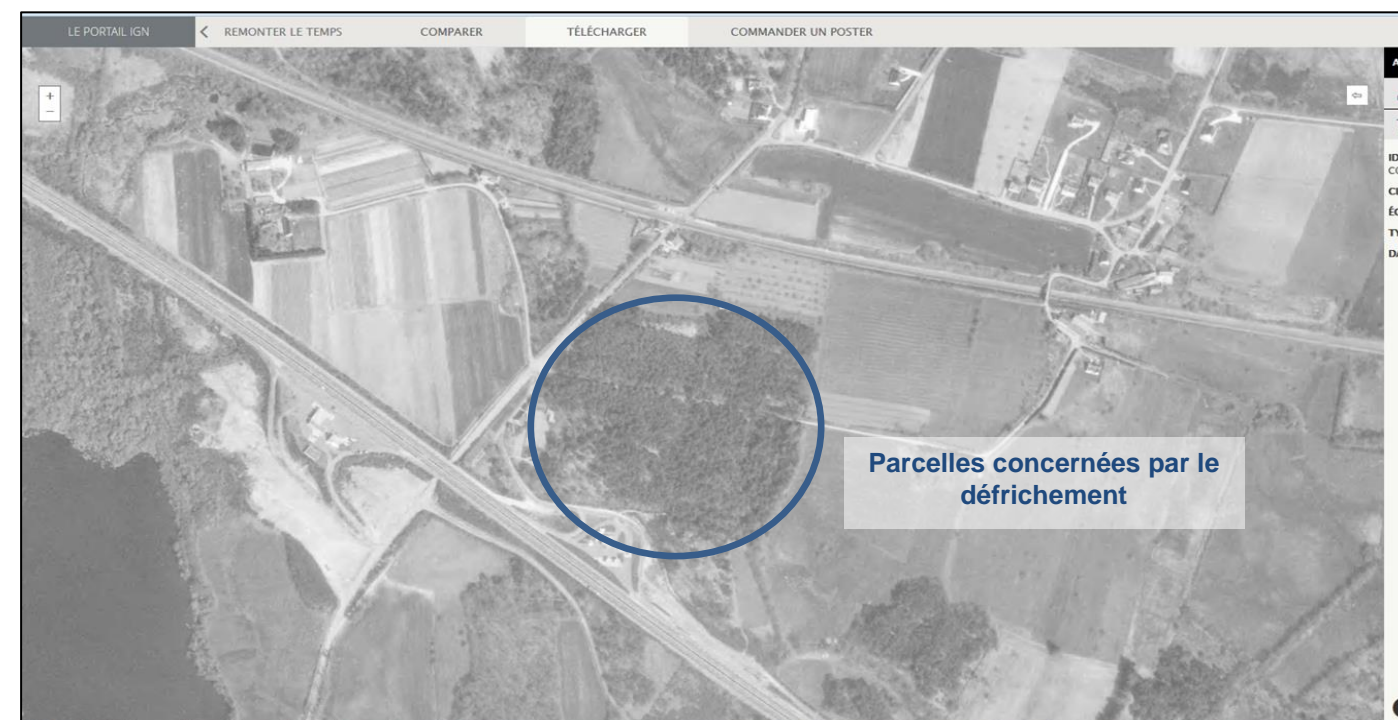 LE PORTAIL IGN
REMONTER LE TEMPS
COMPARER
TÉLÉCHARGER
COMMANDER UN POSTER
+
−
Parcelles concernées par le
défrichement